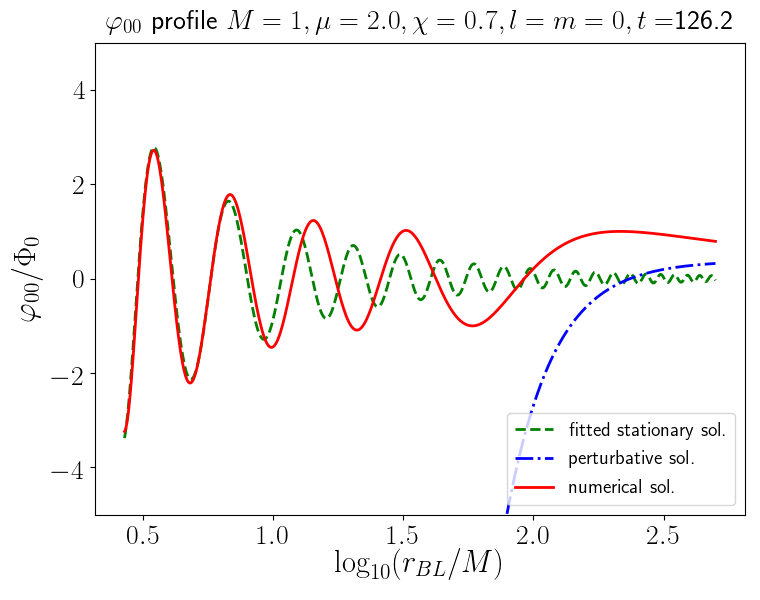 φ₀₀ profile M = 1, μ = 2.0, χ = 0.7, l = m = 0, t =126.2
φ₀₀/Φ₀
4
2
0
−2
−4
fitted stationary sol.
perturbative sol.
numerical sol.
0.5 1.0 1.5 2.0 2.5
log₁₀(r_BL/M)